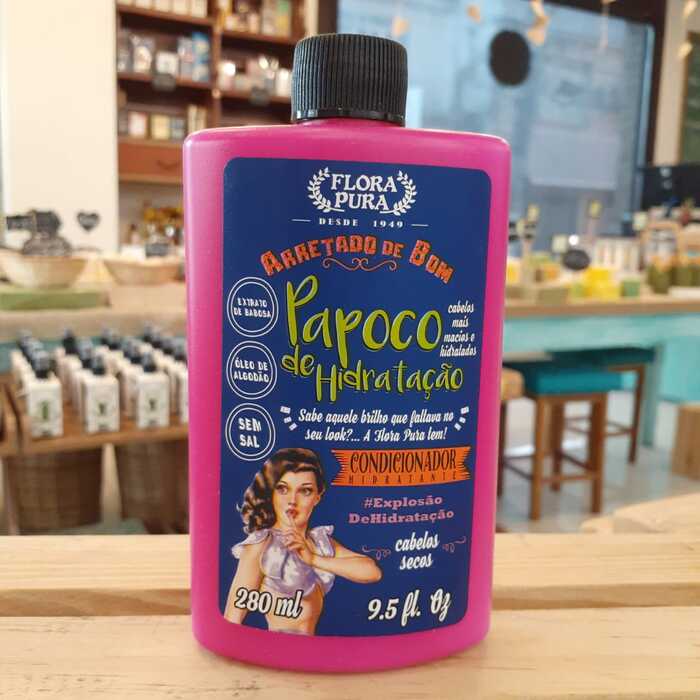 FLORA
PURA
DESDE 1949
ARRETADO DE BOM
EXTRATO
DE BABOSA
Papoco
de Hidratação
cabelos
mais
macios e
hidratados
ÓLEO DE
ALGODÃO
SEM
SAL
Sabe aquele brilho que faltava no
seu look?... A Flora Pura tem!
CONDICIONADOR
HIDRATANTE
#Explosão
DeHidratação
cabelos
secos
280 ml
9.5 fl. Oz